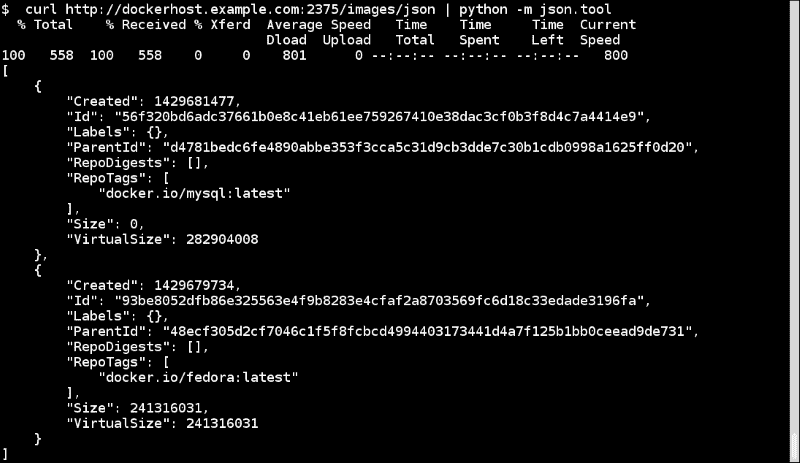 $  curl http://dockerhost.example.com:2375/images/json | python -m json.tool
  % Total    % Received % Xferd  Average Speed   Time    Time     Time  Current
                                 Dload  Upload   Total   Spent    Left  Speed
100   558  100   558    0     0    801      0 --:--:-- --:--:-- --:--:--   800
[
    {
        "Created": 1429681477,
        "Id": "56f320bd6adc37661b0e8c41eb61ee759267410e38dac3cf0b3f8d4c7a4414e9",
        "Labels": {},
        "ParentId": "d4781bedc6fe4890abbe353f3cca5c31d9cb3dde7c30b1cdb0998a1625ff0d20",
        "RepoDigests": [],
        "RepoTags": [
            "docker.io/mysql:latest"
        ],
        "Size": 0,
        "VirtualSize": 282904008
    },
    {
        "Created": 1429679734,
        "Id": "93be8052dfb86e325563e4f9b8283e4cfaf2a8703569fc6d18c33edade3196fa",
        "Labels": {},
        "ParentId": "48ecf305d2cf7046c1f5f8fcbcd4994403173441d4a7f125b1bb0ceead9de731",
        "RepoDigests": [],
        "RepoTags": [
            "docker.io/fedora:latest"
        ],
        "Size": 241316031,
        "VirtualSize": 241316031
    }
]